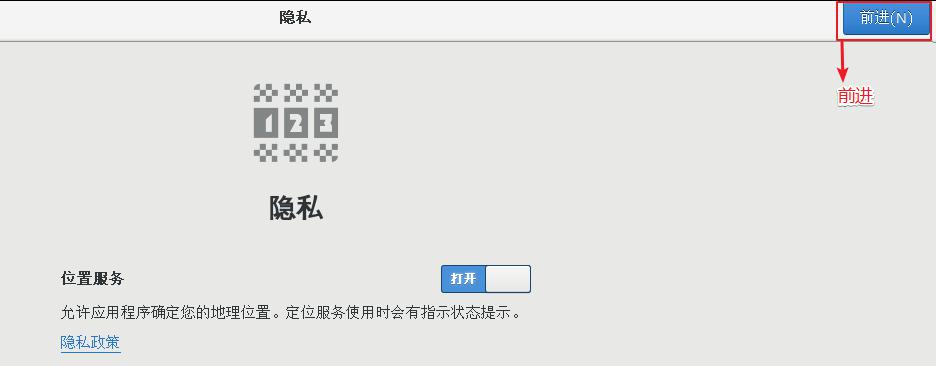 隐私
前进(N)
前进
1 2 3
隐私
位置服务
打开
允许应用程序确定您的地理位置。定位服务使用时会有指示状态提示。
隐私政策